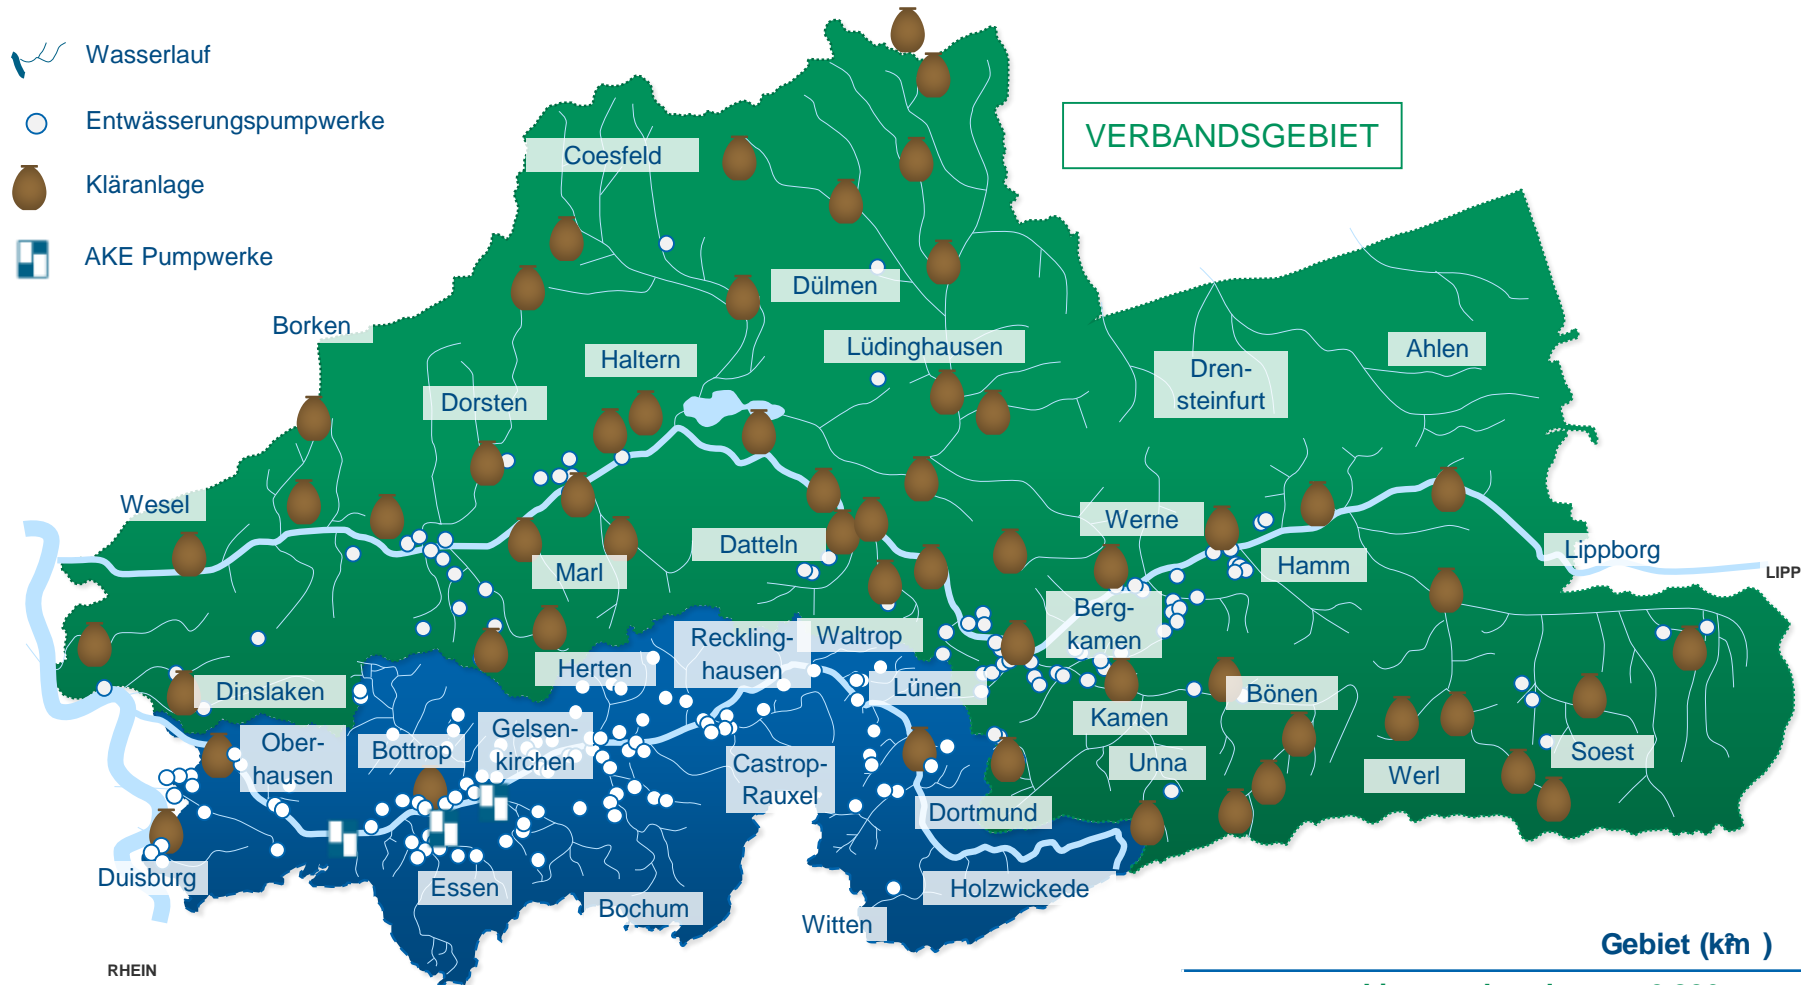 Wasserlauf
Entwässerungspumpwerke
Kläranlage
AKE Pumpwerke
VERBANDSGEBIET
Coesfeld
Dülmen
Borken
Haltern
Lüdinghausen
Ahlen
Dren-
steinfurt
Dorsten
Wesel
Werne
Datteln
Marl
Hamm
Lippborg
LIPP
Berg-
kamen
Reckling-
hausen
Waltrop
Herten
Dinslaken
Lünen
Bönen
Kamen
Ober-
hausen
Bottrop
Gelsen-
kirchen
Castrop-
Rauxel
Unna
Werl
Soest
Dortmund
Duisburg
Essen
Holzwickede
Bochum
Witten
RHEIN
Gebiet (km²)